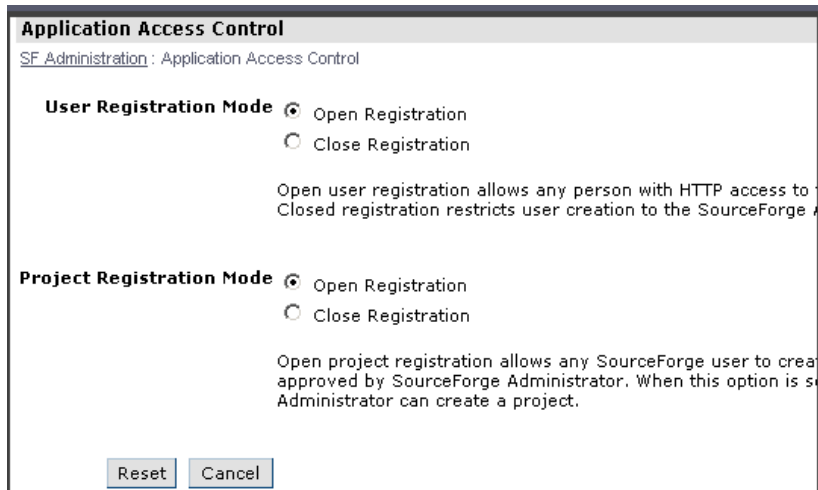 Application Access Control
SF Administration : Application Access Control
User Registration Mode Open Registration
Close Registration
Open user registration allows any person with HTTP access to
Closed registration restricts user creation to the SourceForge
Project Registration Mode Open Registration
Close Registration
Open project registration allows any SourceForge user to
approved by SourceForge Administrator. When this option is
Administrator can create a project.
Reset Cancel